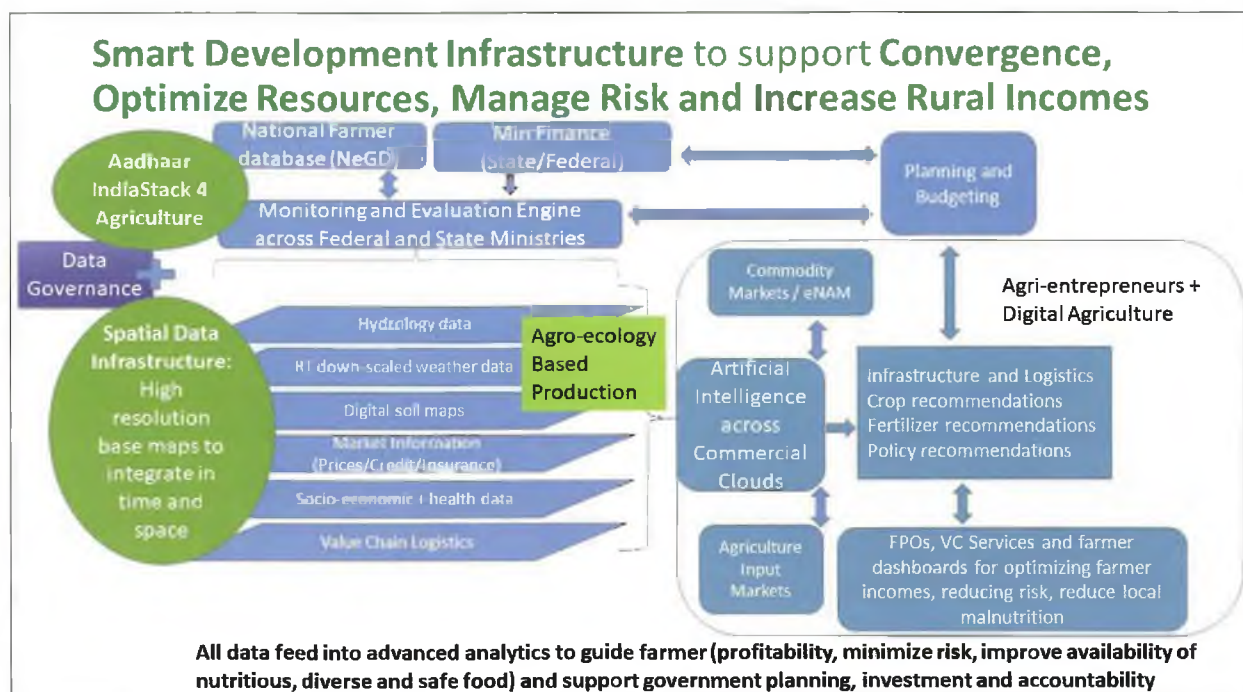 Smart Development Infrastructure to support Convergence,
Optimize Resources, Manage Risk and Increase Rural Incomes
Aadhaar
IndiaStack 4
Agriculture
National Farmer
database (NeGD)
Min Finance
(State/Federal)
Planning and
Budgeting
Monitoring and Evaluation Engine
across Federal and State Ministries
Data
Governance
Spatial Data
Infrastructure:
High
resolution
base maps to
integrate in
time and
space
Hydrology data
RT down-scaled weather data
Digital soil maps
Market Information
(Prices/Credit/Insurance)
Socio-economic + health data
Value Chain Logistics
Agro-ecology
Based
Production
Commodity
Markets / eNAM
Agri-entrepreneurs +
Digital Agriculture
Artificial
Intelligence
across
Commercial
Clouds
Infrastructure and Logistics
Crop recommendations
Fertilizer recommendations
Policy recommendations
Agriculture
Input
Markets
FPOs, VC Services and farmer
dashboards for optimizing farmer
incomes, reducing risk, reduce local
malnutrition
All data feed into advanced analytics to guide farmer (profitability, minimize risk, improve availability of
nutritious, diverse and safe food) and support government planning, investment and accountability